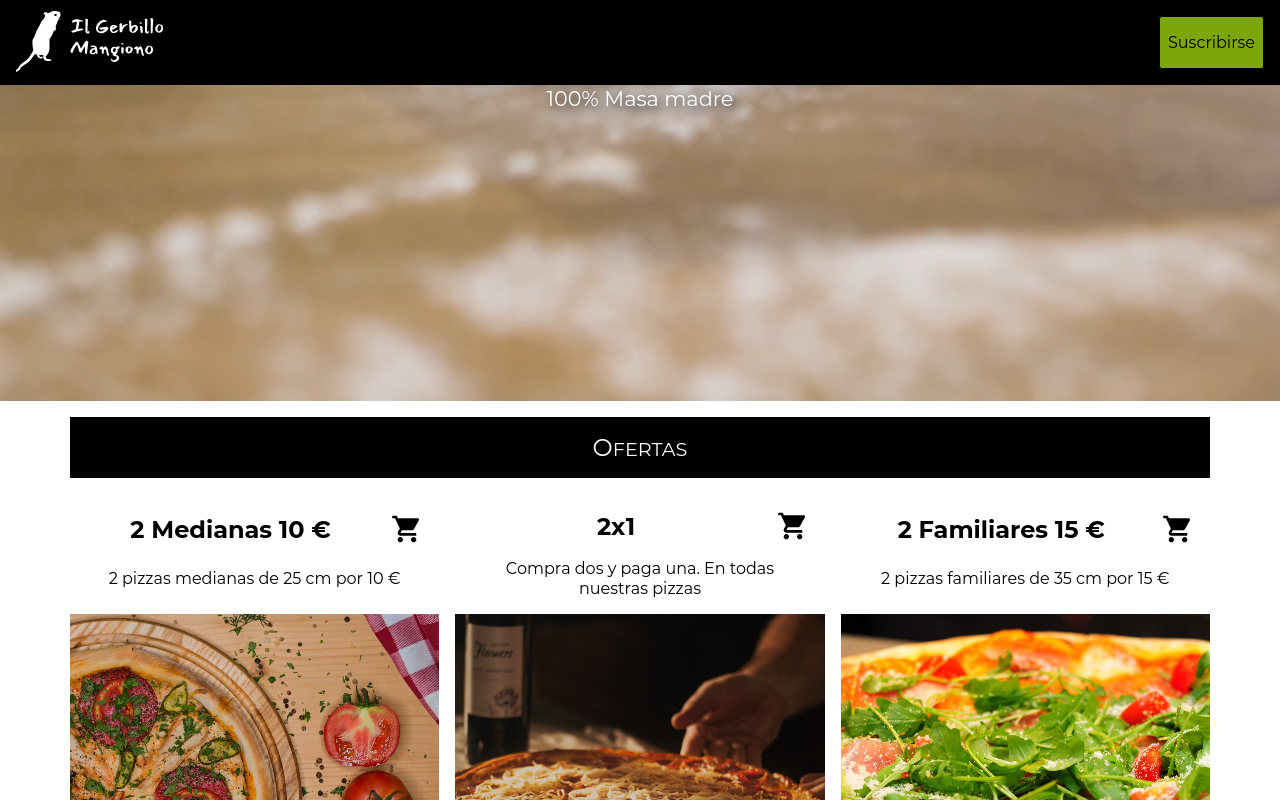 Il Gerbillo
Mangiono
Suscribirse
100% Masa madre
Ofertas
2 Medianas 10 €
2x1
2 Familiares 15 €
2 pizzas medianas de 25 cm por 10 €
Compra dos y paga una. En todas
nuestras pizzas
2 pizzas familiares de 35 cm por 15 €
Flowers